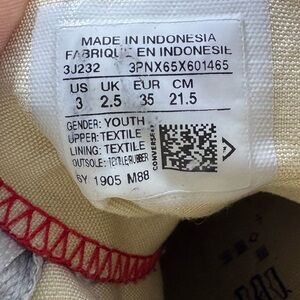 MADE IN INDONESIA
FABRIQUE EN INDONESIE
3J232 3PNX65X601465
US UK EUR CM
3 2.5 35 21.5
GENDER: YOUTH
UPPER: TEXTILE
LINING: TEXTILE
OUTSOLE: TEXTILE/RUBBER
CONVERSE
SY 1905 M88